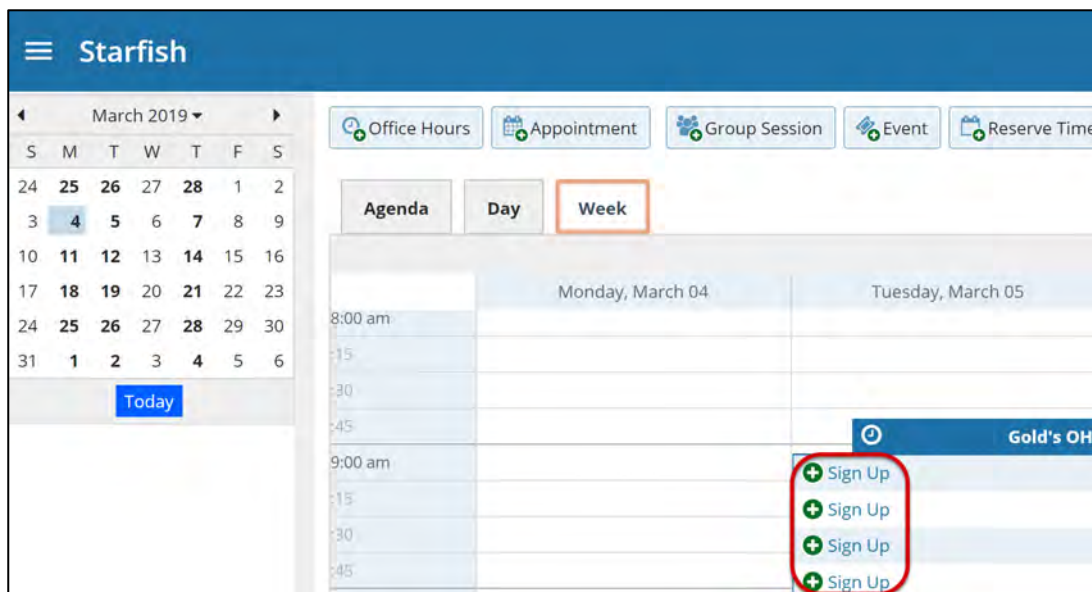 Starfish
March 2019
S M T W T F S
24 25 26 27 28 1 2
3 4 5 6 7 8 9
10 11 12 13 14 15 16
17 18 19 20 21 22 23
24 25 26 27 28 29 30
31 1 2 3 4 5 6
Today
Office Hours Appointment Group Session Event Reserve Time
Agenda Day Week
Monday, March 04 Tuesday, March 05
8:00 am
:15
:30
:45
Gold's OH
9:00 am
Sign Up
:15
Sign Up
:30
Sign Up
:45
Sign Up